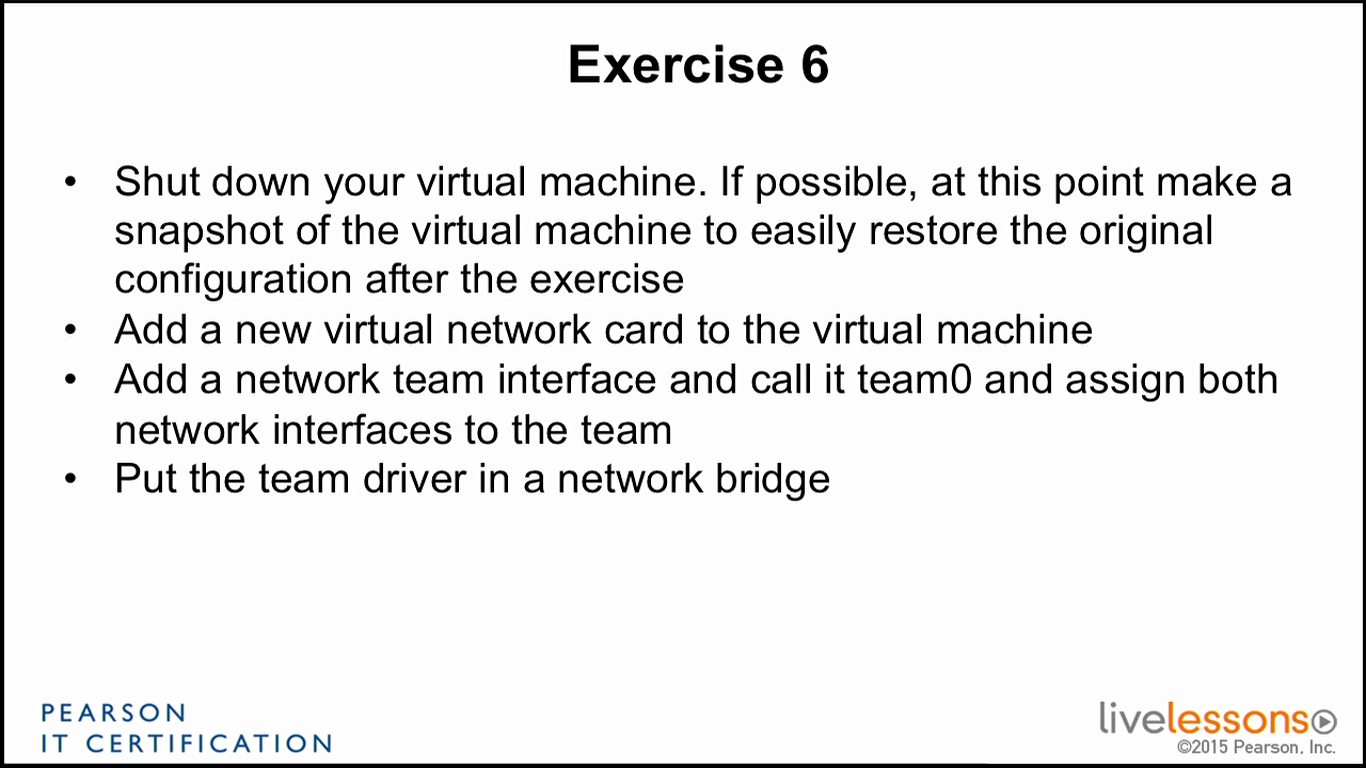 Exercise 6
• Shut down your virtual machine. If possible, at this point make a
snapshot of the virtual machine to easily restore the original
configuration after the exercise
• Add a new virtual network card to the virtual machine
• Add a network team interface and call it team0 and assign both
network interfaces to the team
• Put the team driver in a network bridge
PEARSON
IT CERTIFICATION
livelessons
©2015 Pearson, Inc.